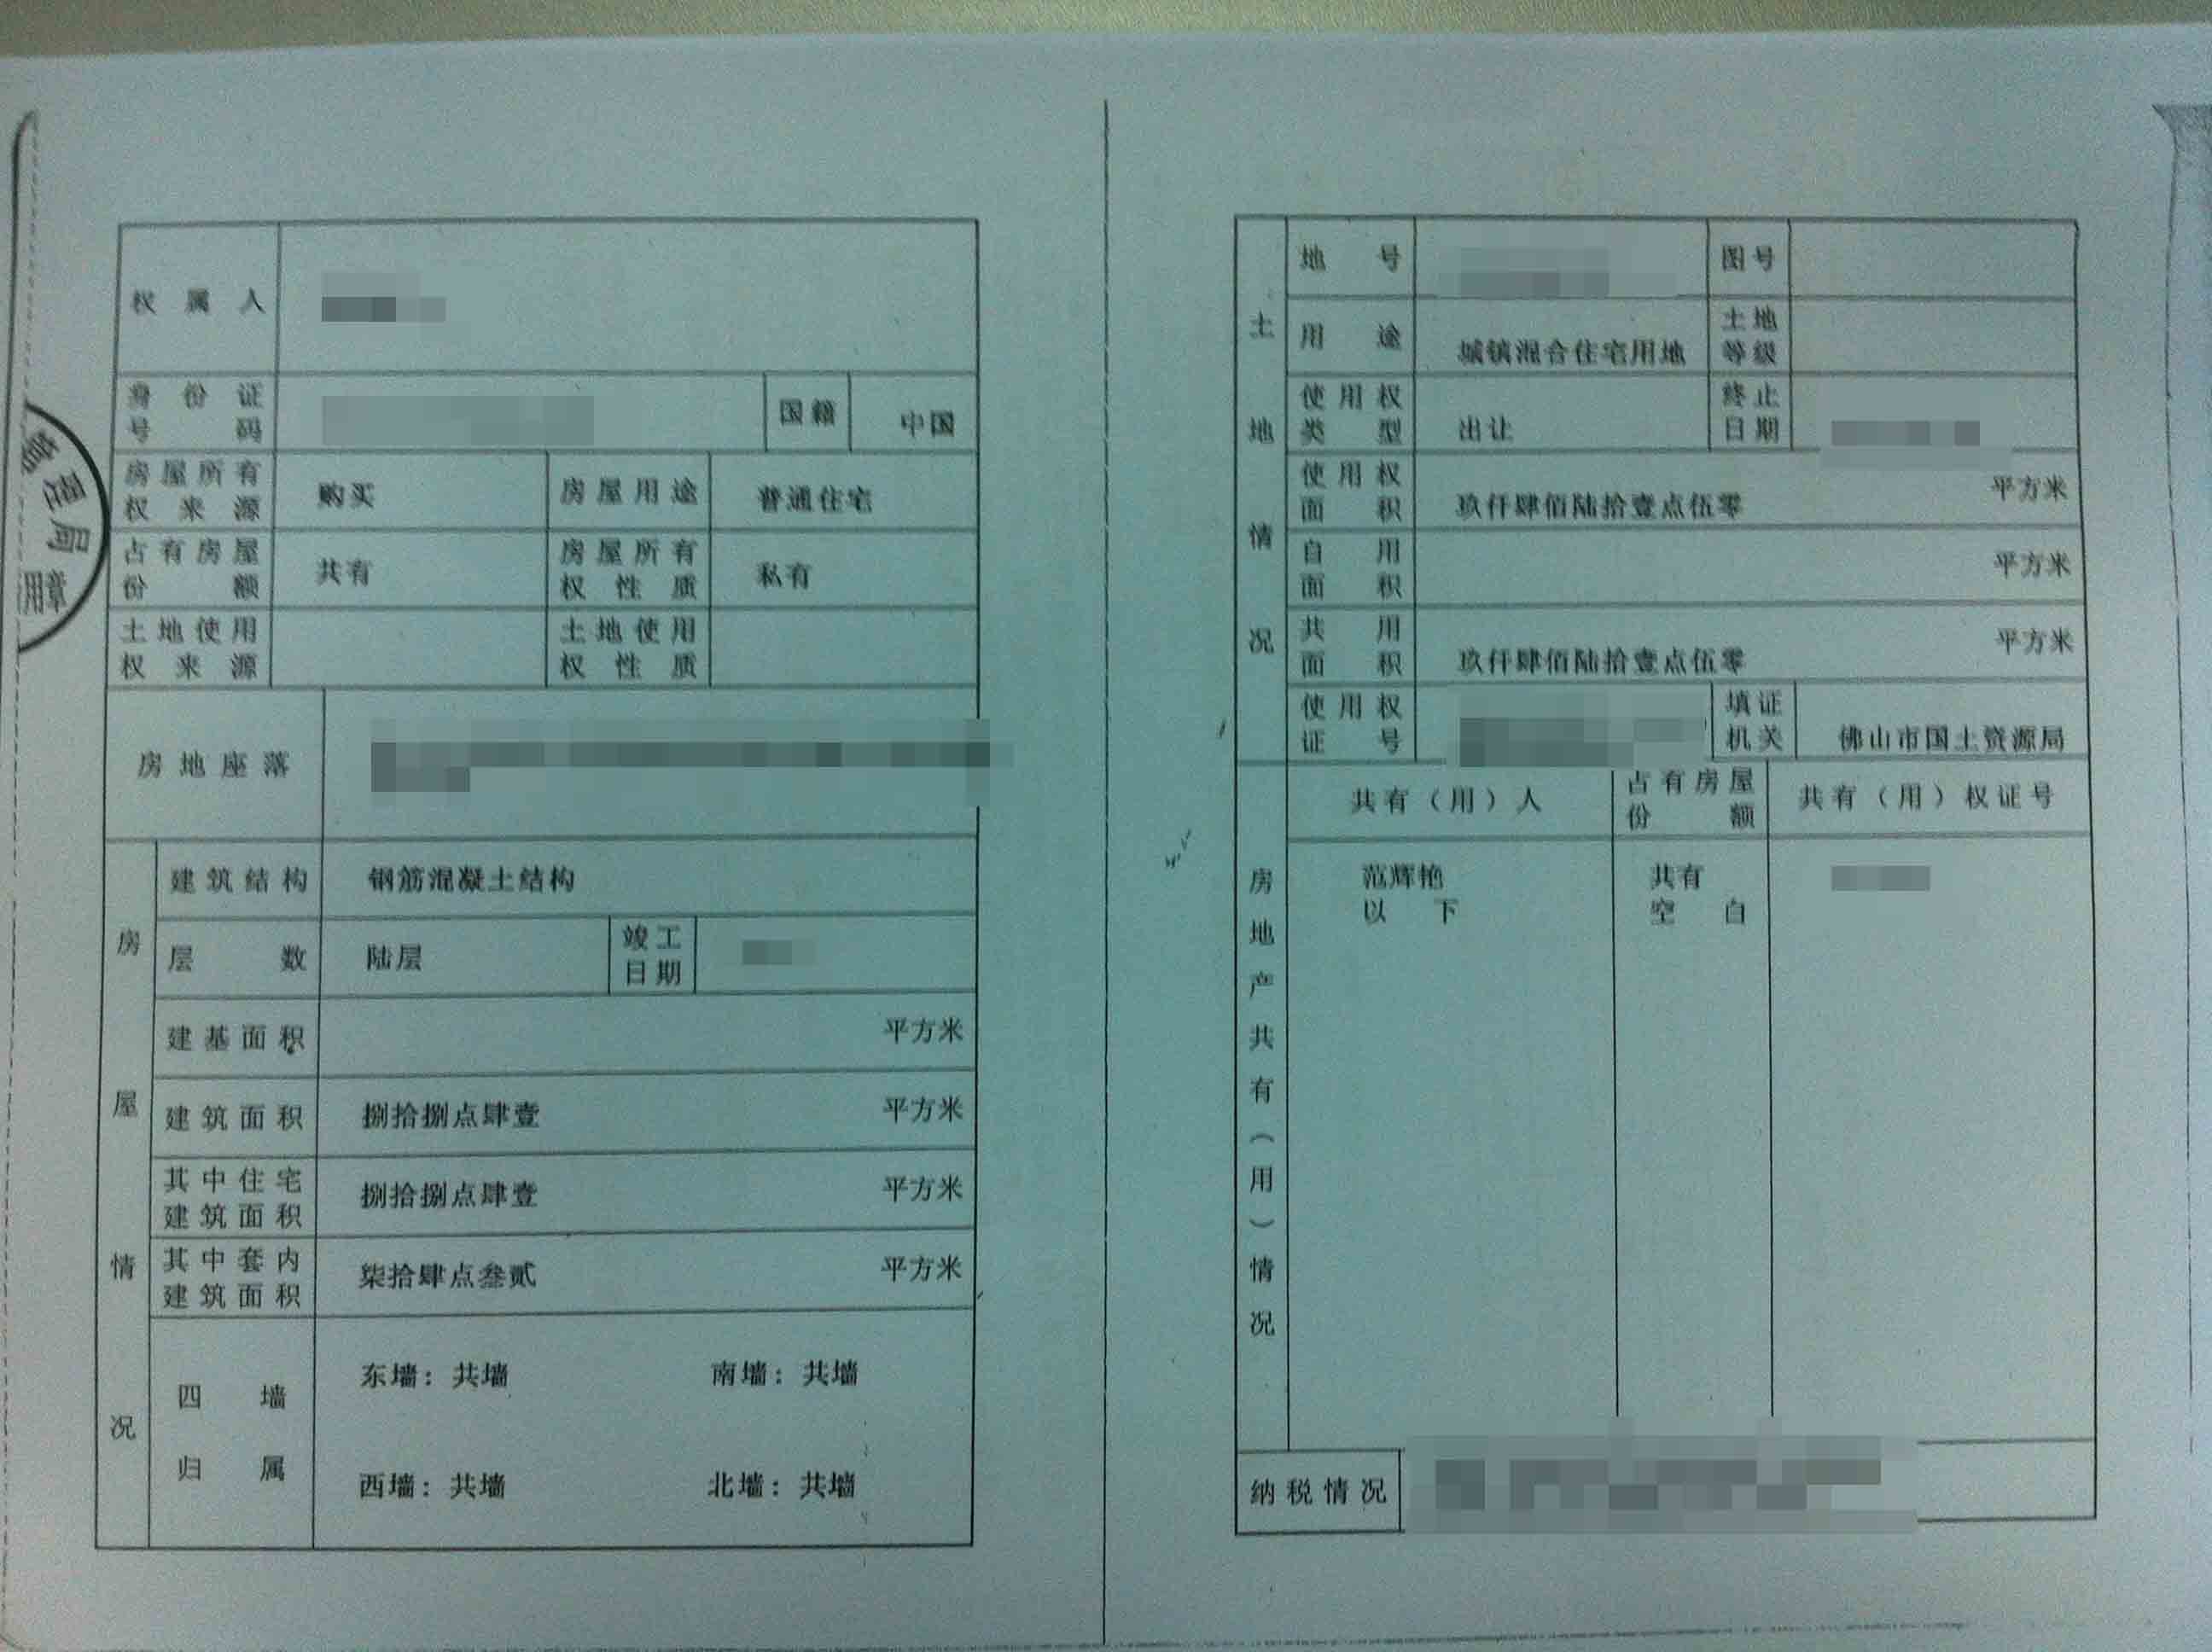 权属人
身份证
号码
国籍 中国
房屋所有
权来源
购买
房屋用途
普通住宅
占有房屋
份额
共有
房屋所有
权性质
私有
土地使用
权来源
土地使用
权性质
房地座落
房屋情况
建筑结构
钢筋混凝土结构
层数
陆层
竣工
日期
建基面积
平方米
建筑面积
捌拾捌点肆壹
平方米
其中住宅
建筑面积
捌拾捌点肆壹
平方米
其中套内
建筑面积
柒拾肆点叁贰
平方米
四墙
归属
东墙：共墙 南墙：共墙
西墙：共墙 北墙：共墙
局
用章
土地情况
地号
图号
用途
城镇混合住宅用地
土地
等级
使用权
类型
出让
终止
日期
使用权
面积
玖仟肆佰陆拾壹点伍零
平方米
自用
面积
平方米
共用
面积
玖仟肆佰陆拾壹点伍零
平方米
使用权
证号
填证
机关
佛山市国土资源局
房地产共有（用）情况
共有（用）人
占有房屋
份额
共有（用）权证号
范辉艳 共有
以下 空白
纳税情况